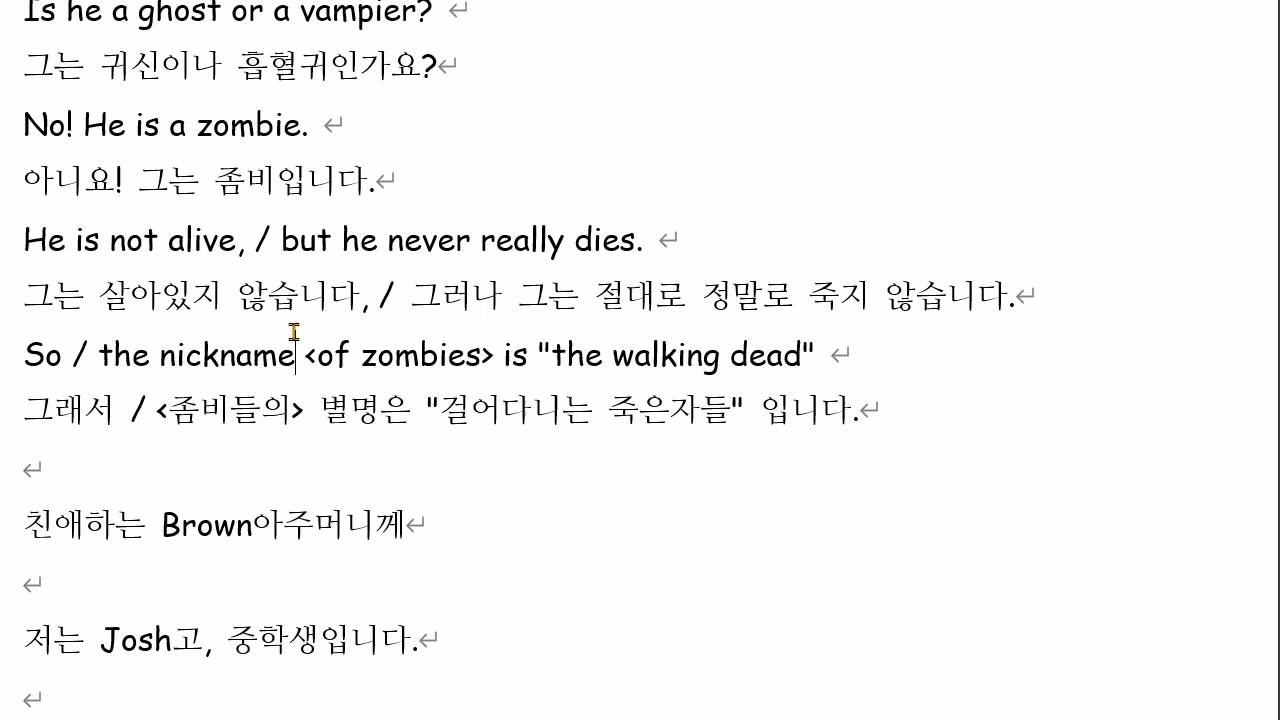 Is he a ghost or a vampier?
그는 귀신이나 흡혈귀인가요?
No! He is a zombie.
아니요! 그는 좀비입니다.
He is not alive, / but he never really dies.
그는 살아있지 않습니다, / 그러나 그는 절대로 정말로 죽지 않습니다.
So / the nickname <of zombies> is "the walking dead"
그래서 / <좀비들의> 별명은 "걸어다니는 죽은자들" 입니다.
친애하는 Brown아주머니께
저는 Josh고, 중학생입니다.